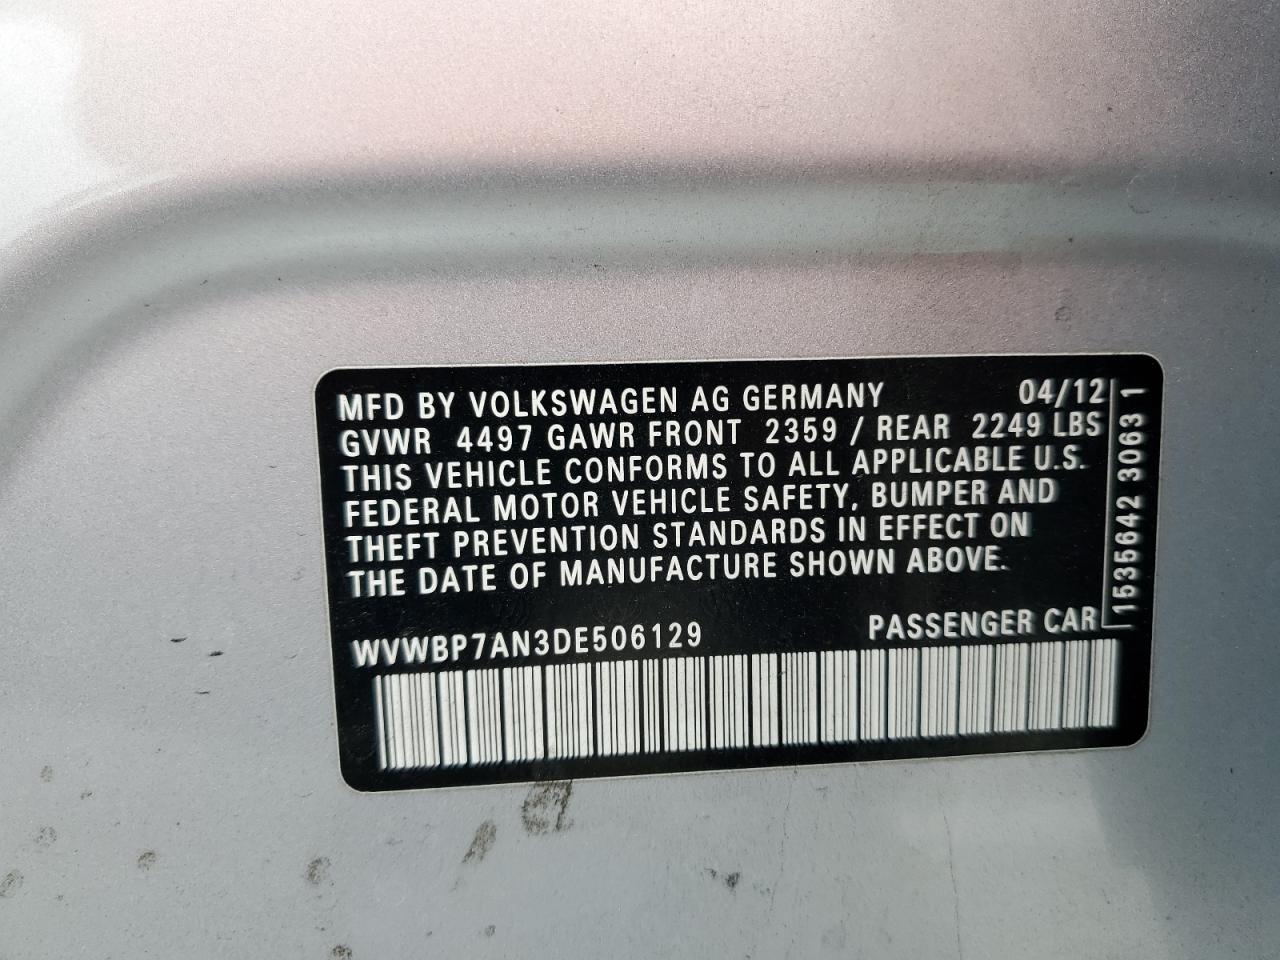 MFD BY VOLKSWAGEN AG GERMANY 04/12
GVWR 4497 GAWR FRONT 2359 / REAR 2249 LBS
THIS VEHICLE CONFORMS TO ALL APPLICABLE U.S.
FEDERAL MOTOR VEHICLE SAFETY, BUMPER AND
THEFT PREVENTION STANDARDS IN EFFECT ON
THE DATE OF MANUFACTURE SHOWN ABOVE.
WVWBP7AN3DE506129 PASSENGER CAR
1535642 30631